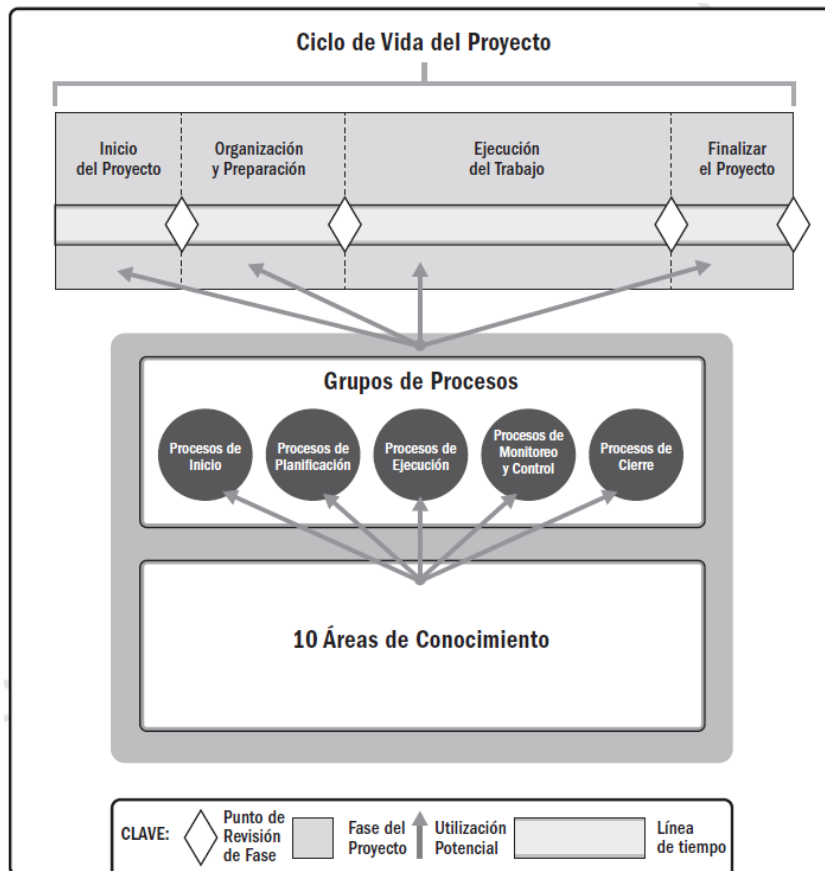 Ciclo de Vida del Proyecto
Inicio
del Proyecto
Organización
y Preparación
Ejecución
del Trabajo
Finalizar
el Proyecto
Grupos de Procesos
Procesos de
Inicio
Procesos de
Planificación
Procesos de
Ejecución
Procesos de
Monitoreo
y Control
Procesos de
Cierre
10 Áreas de Conocimiento
CLAVE:
Punto de
Revisión
de Fase
Fase del
Proyecto
Utilización
Potencial
Línea
de tiempo